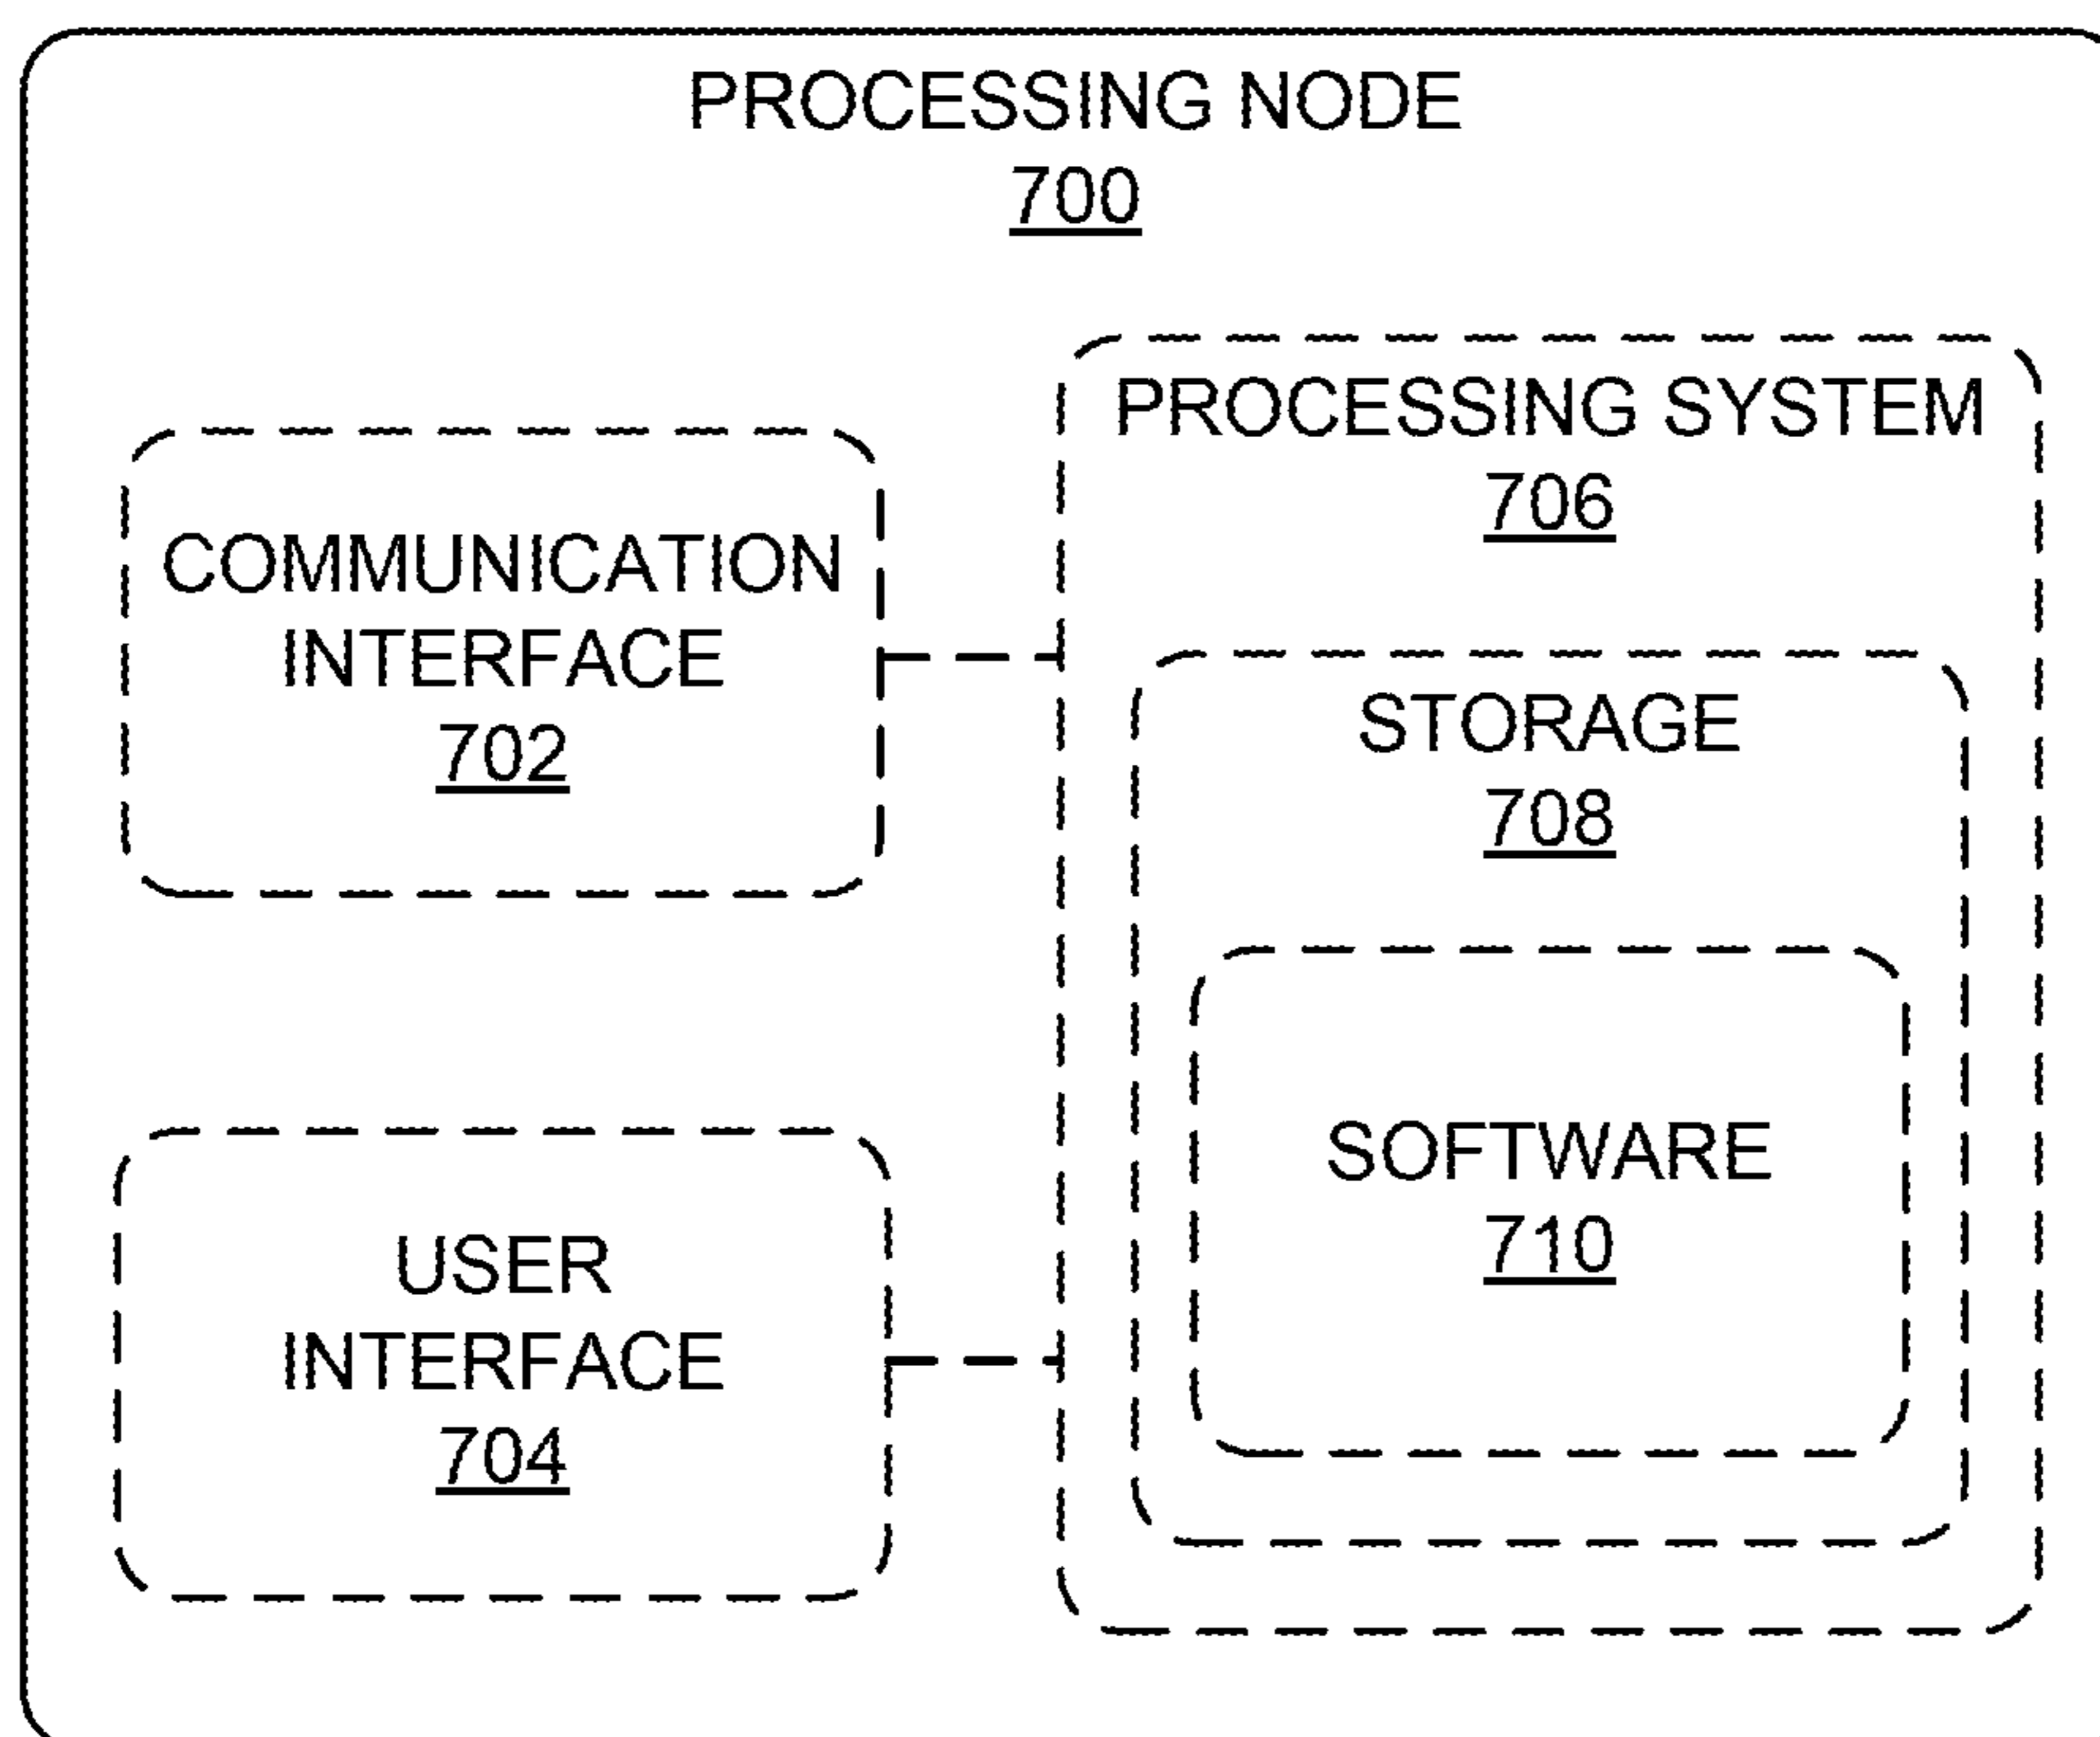 PROCESSING NODE
700
PROCESSING SYSTEM
706
COMMUNICATION
INTERFACE
702
STORAGE
708
SOFTWARE
710
USER
INTERFACE
704